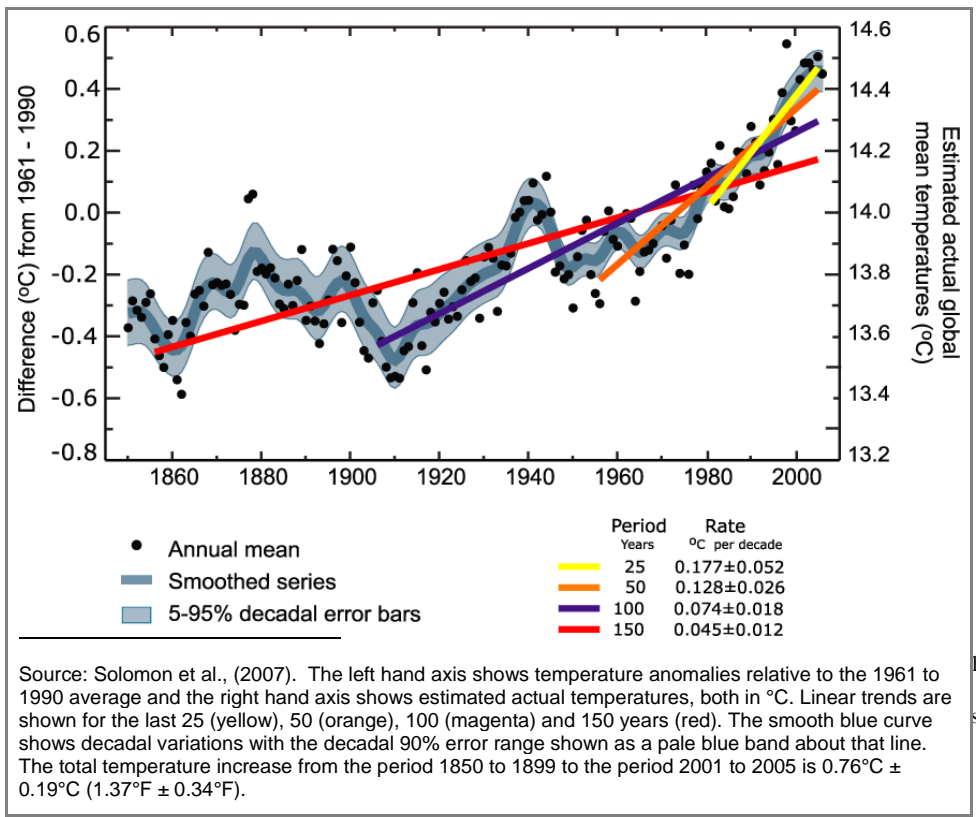 0.6
0.4
0.2
0.0
-0.2
-0.4
-0.6
-0.8
Difference (ºC) from 1961 - 1990
14.6
14.4
14.2
14.0
13.8
13.6
13.4
13.2
Estimated actual global
mean temperatures (ºC)
1860 1880 1900 1920 1940 1960 1980 2000
Annual mean
Smoothed series
5-95% decadal error bars
Period Rate
Years ºC per decade
25 0.177±0.052
50 0.128±0.026
100 0.074±0.018
150 0.045±0.012
Source: Solomon et al., (2007). The left hand axis shows temperature anomalies relative to the 1961 to
1990 average and the right hand axis shows estimated actual temperatures, both in °C. Linear trends are
shown for the last 25 (yellow), 50 (orange), 100 (magenta) and 150 years (red). The smooth blue curve
shows decadal variations with the decadal 90% error range shown as a pale blue band about that line.
The total temperature increase from the period 1850 to 1899 to the period 2001 to 2005 is 0.76°C ±
0.19°C (1.37°F ± 0.34°F).